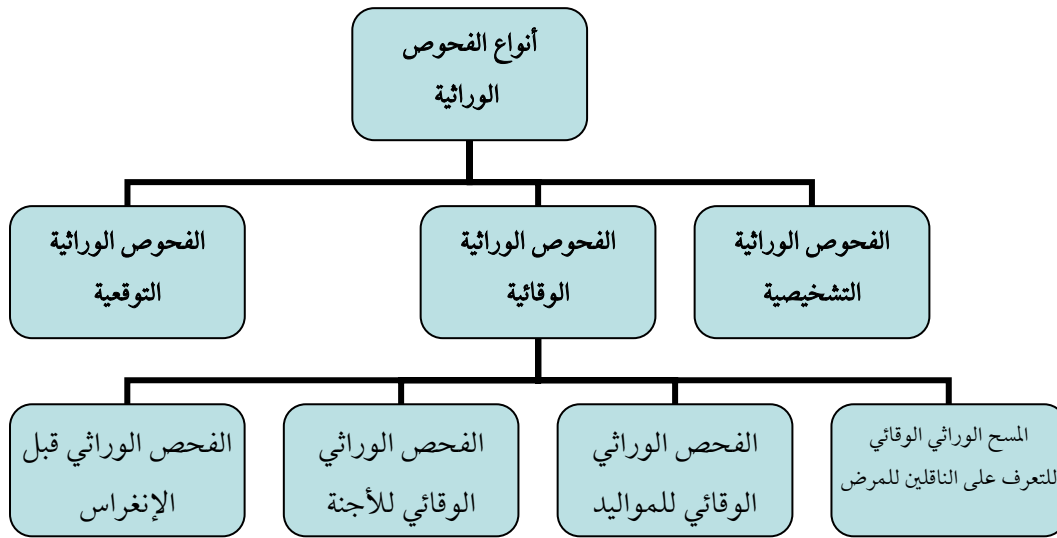 أنواع الفحوص
الوراثية
الفحوص الوراثية
التشخيصية
الفحوص الوراثية
الوقائية
الفحوص الوراثية
التوقعية
المسح الوراثي الوقائي
للتعرف على الناقلين للمرض
الفحص الوراثي
الوقائي للمواليد
الفحص الوراثي
الوقائي للأجنة
الفحص الوراثي قبل
الإنغراس